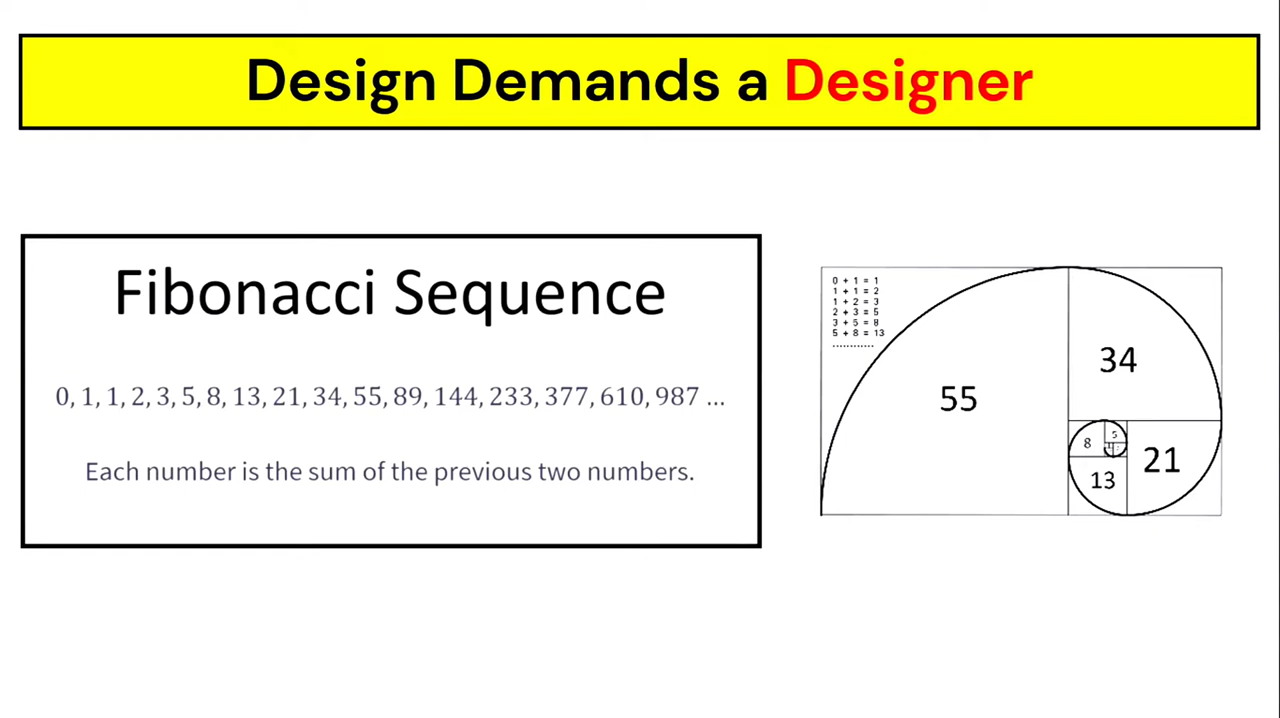 Design Demands a Designer
Fibonacci Sequence
0, 1, 1, 2, 3, 5, 8, 13, 21, 34, 55, 89, 144, 233, 377, 610, 987 ...
Each number is the sum of the previous two numbers.
0 + 1 = 1
1 + 1 = 2
1 + 2 = 3
2 + 3 = 5
3 + 5 = 8
5 + 8 = 13
............
34
55
5
8
21
13